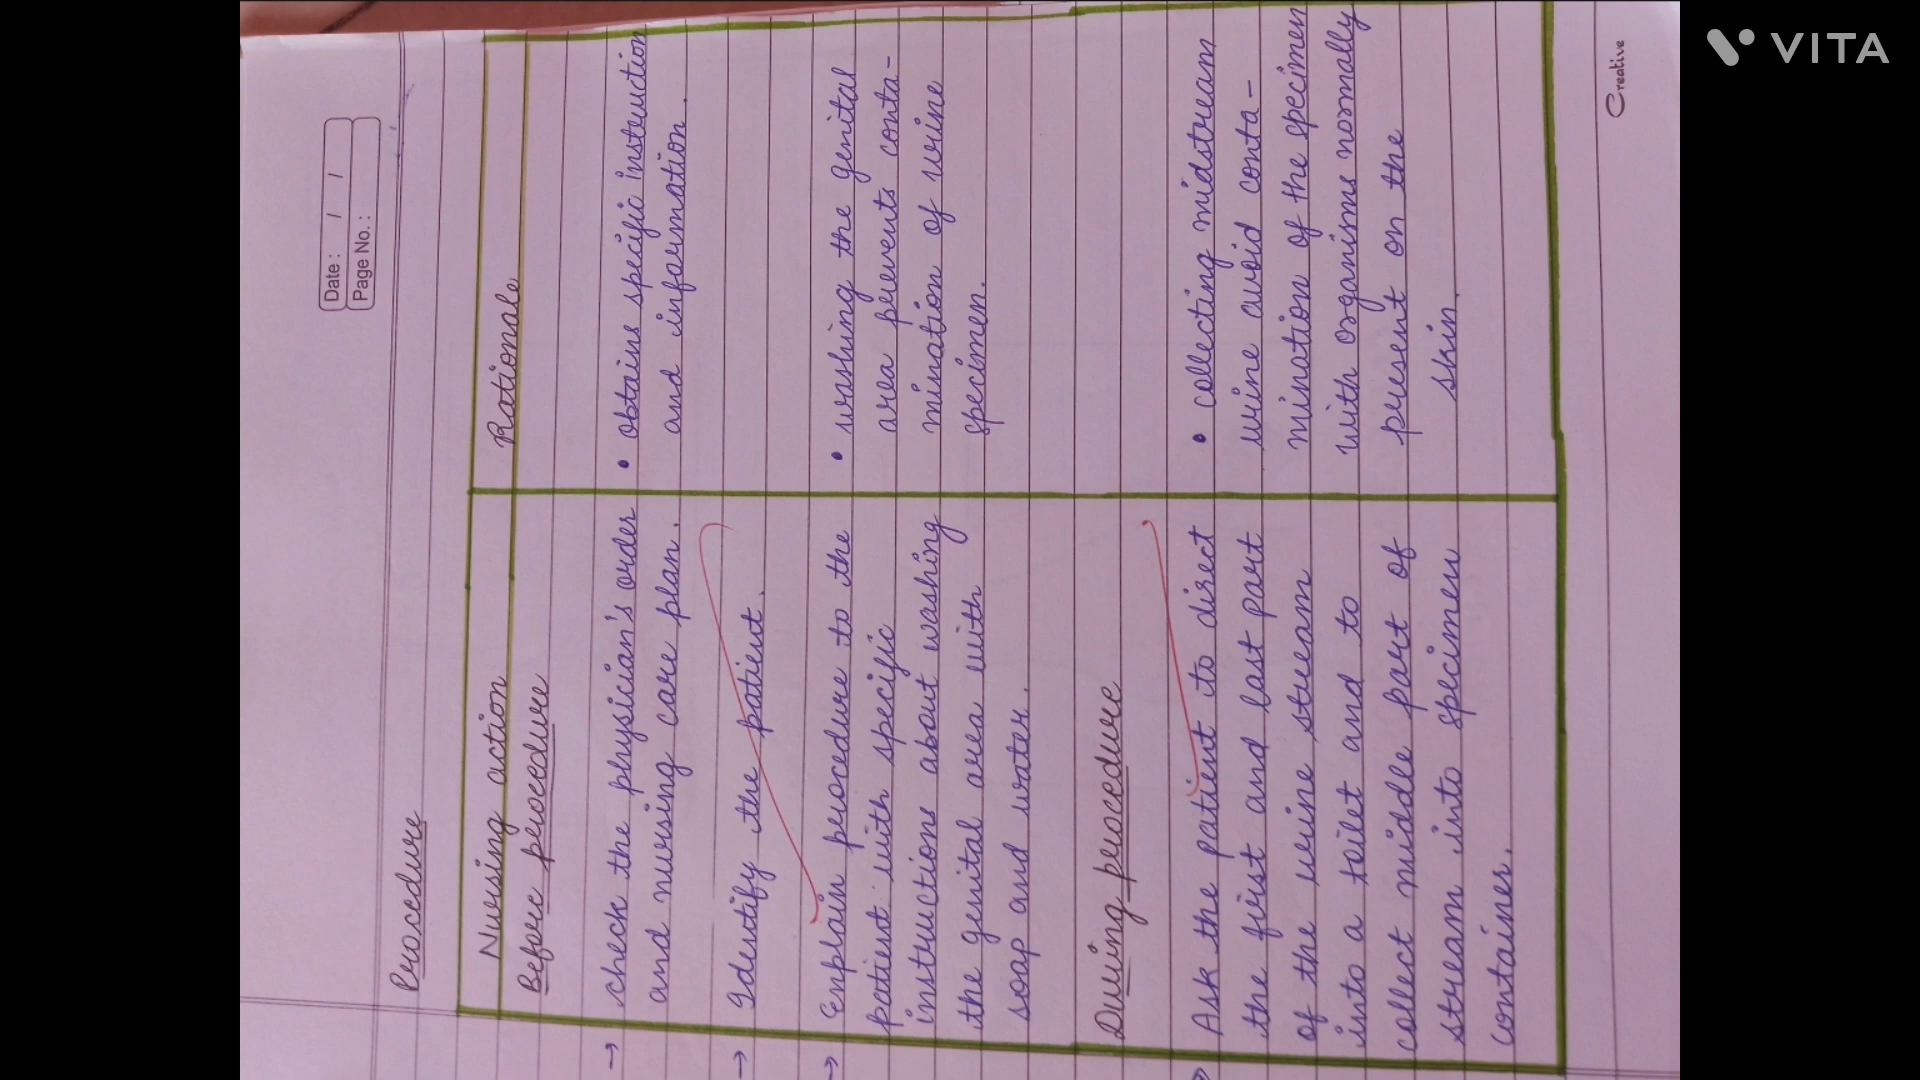 Date : / /
Page No. :
Procedure
Nursing action
Rationale
Before procedure
→ check the physician's order
and nursing care plan.
• obtains specific instruction
and information.
→ Identify the patient.
→ Explain procedure to the
patient with specific
instructions about washing
the genital area with
soap and water.
• washing the genital
area prevents conta-
mination of urine
specimen.
During procedure
→ Ask the patient to direct
the first and last part
of the urine stream
into a toilet and to
collect middle part of
stream into specimen
container.
• collecting midstream
urine avoid conta-
mination of the specimen
with organisms normally
present on the
skin.
Creative
VITA